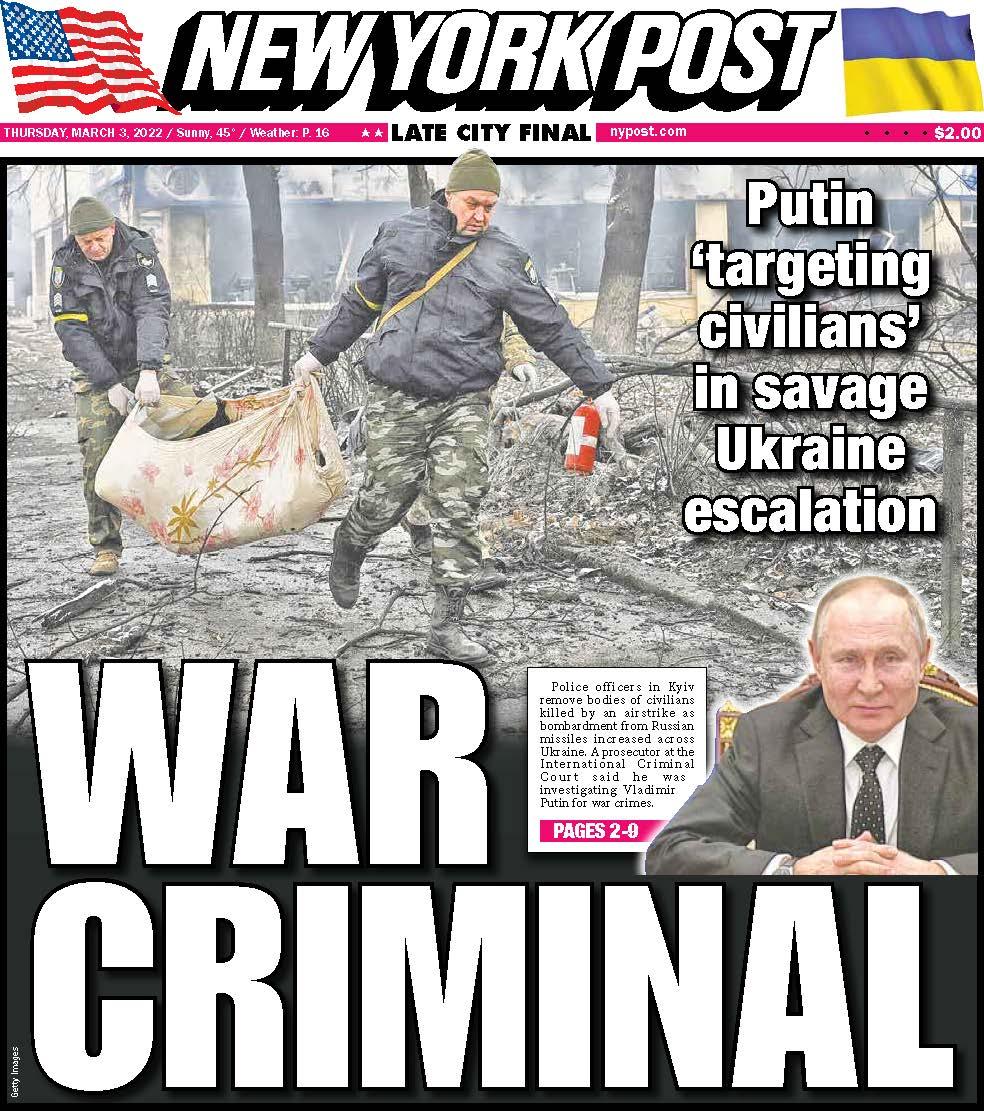 NEW YORK POST
THURSDAY, MARCH 3, 2022 / Sunny, 45° / Weather: P. 16 ★★ LATE CITY FINAL nypost.com $2.00
Putin
‘targeting
civilians’
in savage
Ukraine
escalation
WAR
Police officers in Kyiv
remove bodies of civilians
killed by an airstrike as
bombardment from Russian
missiles increased across
Ukraine. A prosecutor at the
International Criminal
Court said he was
investigating Vladimir
Putin for war crimes.
PAGES 2-9
CRIMINAL
Getty Images